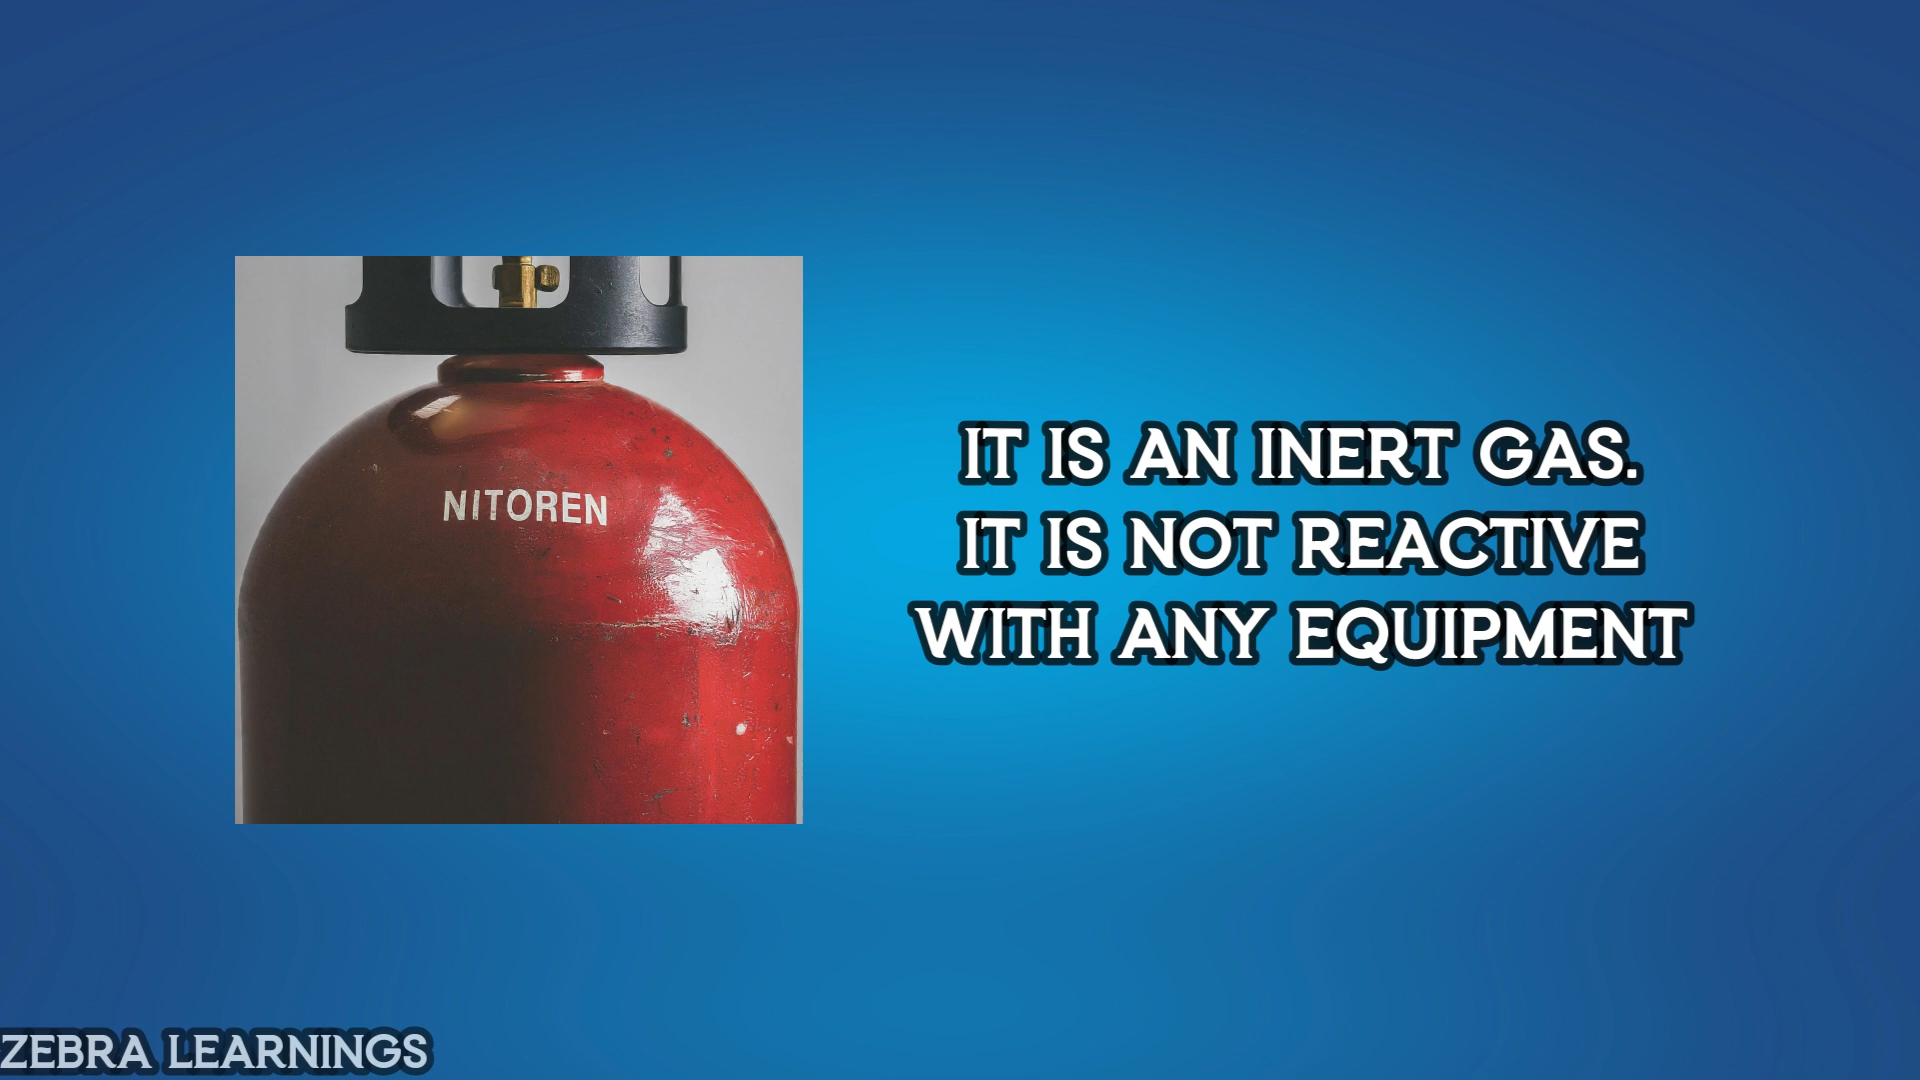 NITOREN
IT IS AN INERT GAS.
IT IS NOT REACTIVE
WITH ANY EQUIPMENT
ZEBRA LEARNINGS